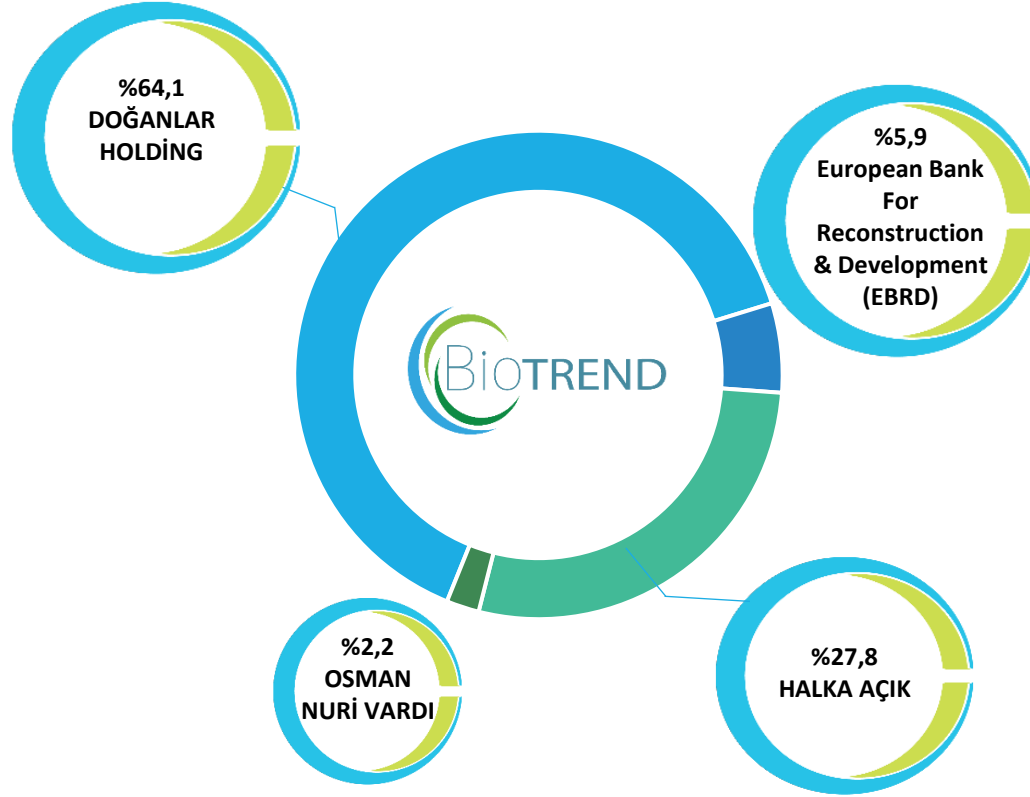 %64,1
DOĞANLAR
HOLDİNG
%5,9
European Bank
For
Reconstruction
& Development
(EBRD)
BioTREND
%2,2
OSMAN
NURİ VARDI
%27,8
HALKA AÇIK